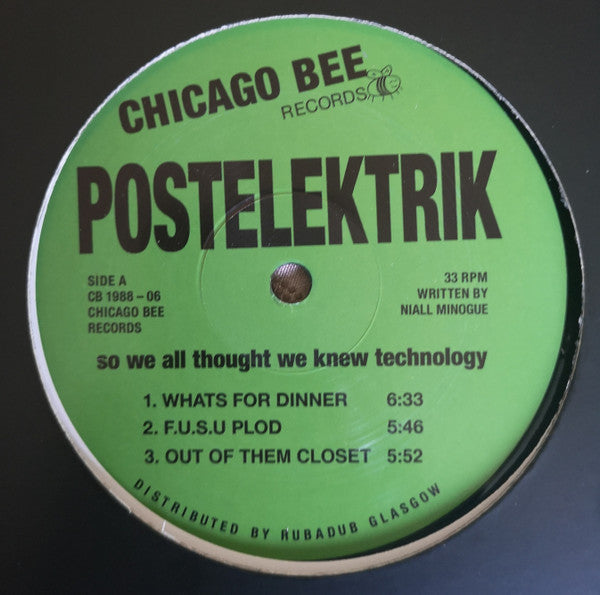 CHICAGO BEE
RECORDS
POSTELEKTRIK
SIDE A
CB 1988 – 06
CHICAGO BEE
RECORDS
33 RPM
WRITTEN BY
NIALL MINOGUE
so we all thought we knew technology
1. WHATS FOR DINNER 6:33
2. F.U.S.U PLOD 5:46
3. OUT OF THEM CLOSET 5:52
DISTRIBUTED BY RUBADUB GLASGOW